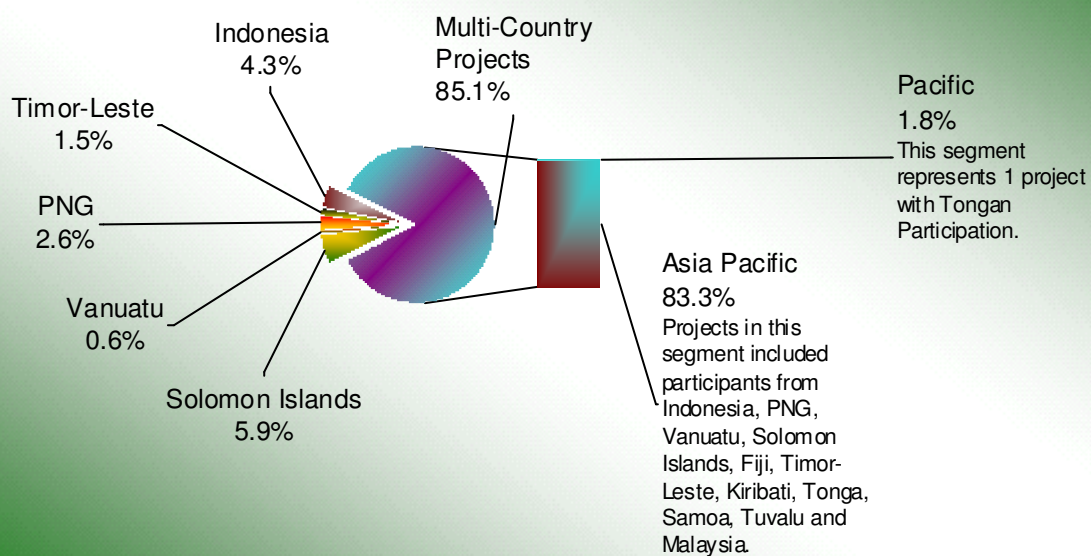 Indonesia
4.3%
Multi-Country
Projects
85.1%
Timor-Leste
1.5%
PNG
2.6%
Vanuatu
0.6%
Solomon Islands
5.9%
Pacific
1.8%
This segment
represents 1 project
with Tongan
Participation.
Asia Pacific
83.3%
Projects in this
segment included
participants from
Indonesia, PNG,
Vanuatu, Solomon
Islands, Fiji, Timor-
Leste, Kiribati, Tonga,
Samoa, Tuvalu and
Malaysia.